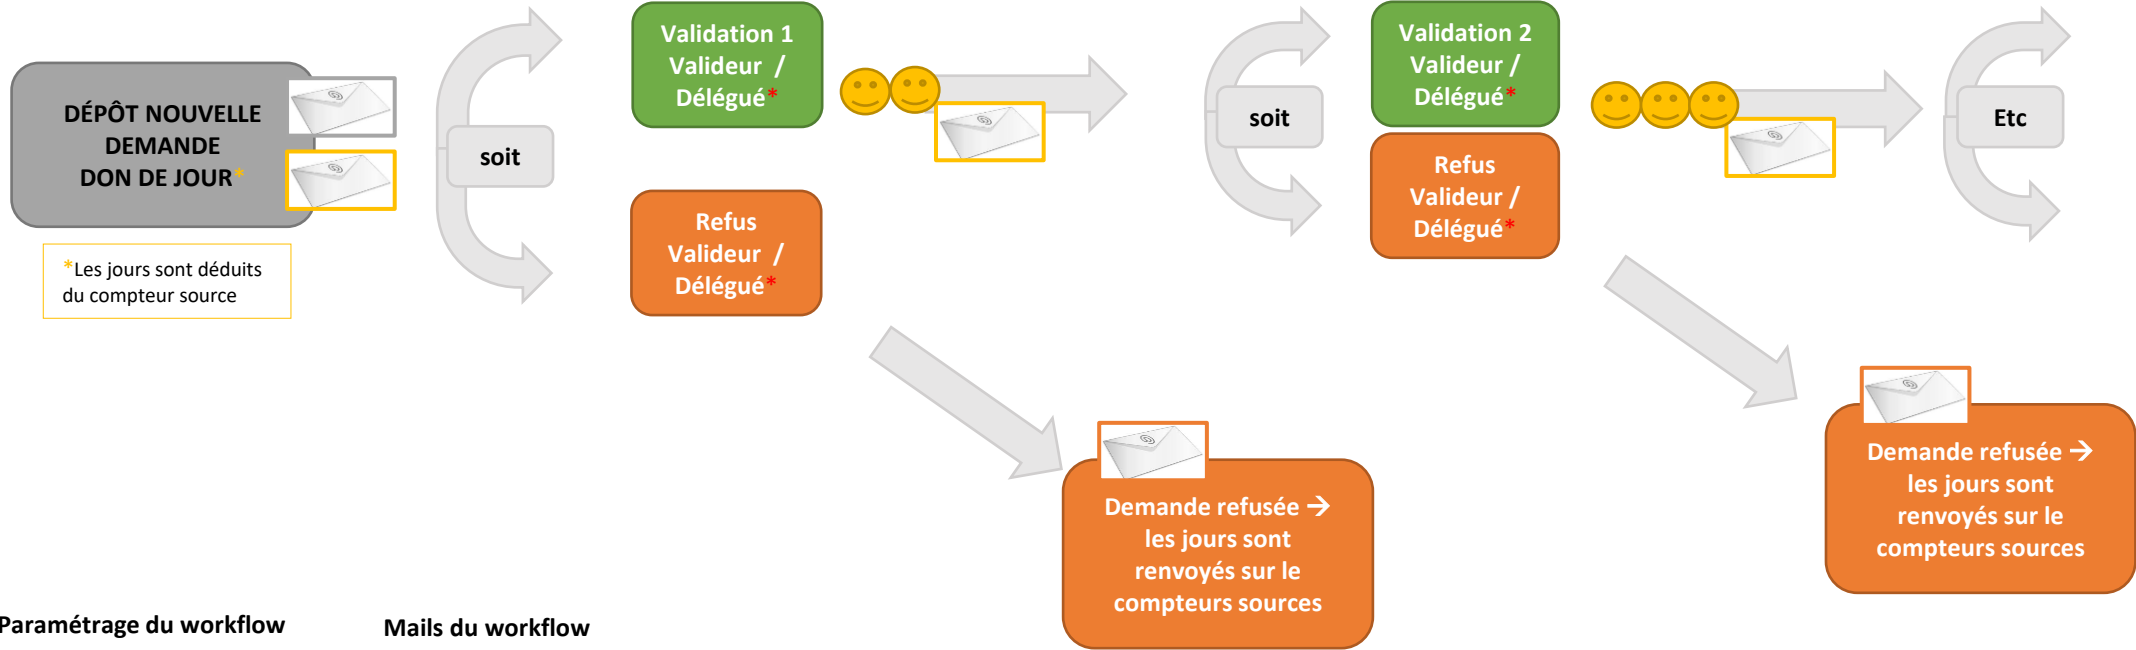 DÉPÔT NOUVELLE
DEMANDE
DON DE JOUR*
*Les jours sont déduits
du compteur source
soit
Validation 1
Valideur /
Délégué*
Refus
Valideur /
Délégué*
soit
Validation 2
Valideur /
Délégué*
Refus
Valideur /
Délégué*
Etc
Demande refusée →
les jours sont
renvoyés sur le
compteurs sources
Demande refusée →
les jours sont
renvoyés sur le
compteurs sources
Paramétrage du workflow
Mails du workflow